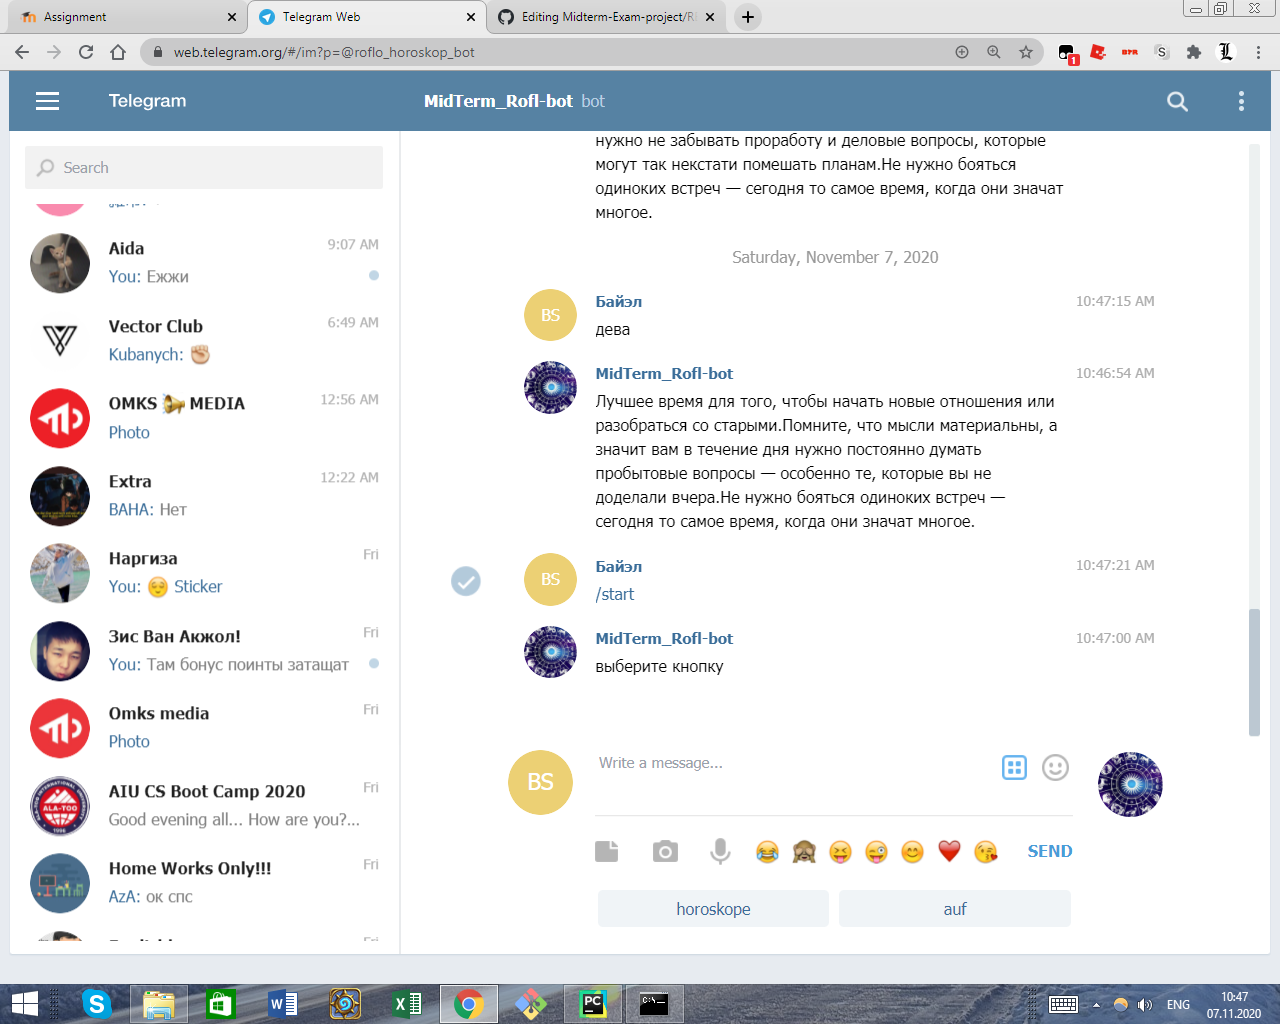 Assignment
Telegram Web
Editing Midterm-Exam-project/R
web.telegram.org/#/im?p=@roflo_horoskop_bot
1
Telegram
MidTerm_Rofl-bot bot
Search
Aida
9:07 AM
You: Ежжи
Vector Club
6:49 AM
Kubanych: ✊
OMKS 📢 MEDIA
12:56 AM
Photo
Extra
12:22 AM
BAHA: Нет
Наргиза
Fri
You: 😌 Sticker
Зис Ван Акжол!
Fri
You: Там бонус поинты затащат
Omks media
Fri
Photo
AIU CS Boot Camp 2020
Fri
Good evening all... How are you?...
Home Works Only!!!
Fri
AzA: ок спс
Fri
нужно не забывать проработу и деловые вопросы, которые
могут так некстати помешать планам.Не нужно бояться
одиноких встреч — сегодня то самое время, когда они значат
многое.
Saturday, November 7, 2020
BS
Байэл
10:47:15 AM
дева
MidTerm_Rofl-bot
10:46:54 AM
Лучшее время для того, чтобы начать новые отношения или
разобраться со старыми.Помните, что мысли материальны, а
значит вам в течение дня нужно постоянно думать
пробытовые вопросы — особенно те, которые вы не
доделали вчера.Не нужно бояться одиноких встреч —
сегодня то самое время, когда они значат многое.
BS
Байэл
10:47:21 AM
/start
MidTerm_Rofl-bot
10:47:00 AM
выберите кнопку
BS
Write a message...
😂 🙈 😝 😜 😊 ❤️ 😘
SEND
horoskope
auf
ENG
10:47
07.11.2020